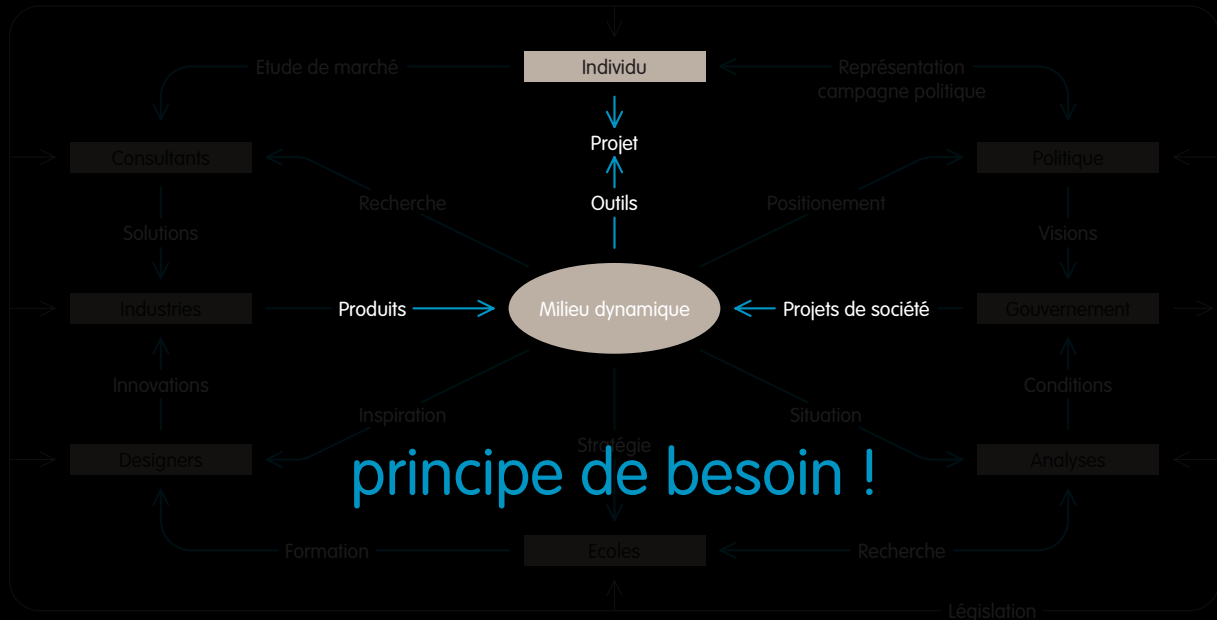 Individu
Etude de marché
Représentation
campagne politique
Projet
Consultants
Politique
Recherche
Outils
Positionement
Solutions
Visions
Industries
Produits
Milieu dynamique
Projets de société
Gouvernement
Innovations
Conditions
Inspiration
Situation
Stratégie
Designers
principe de besoin !
Analyses
Formation
Ecoles
Recherche
Législation